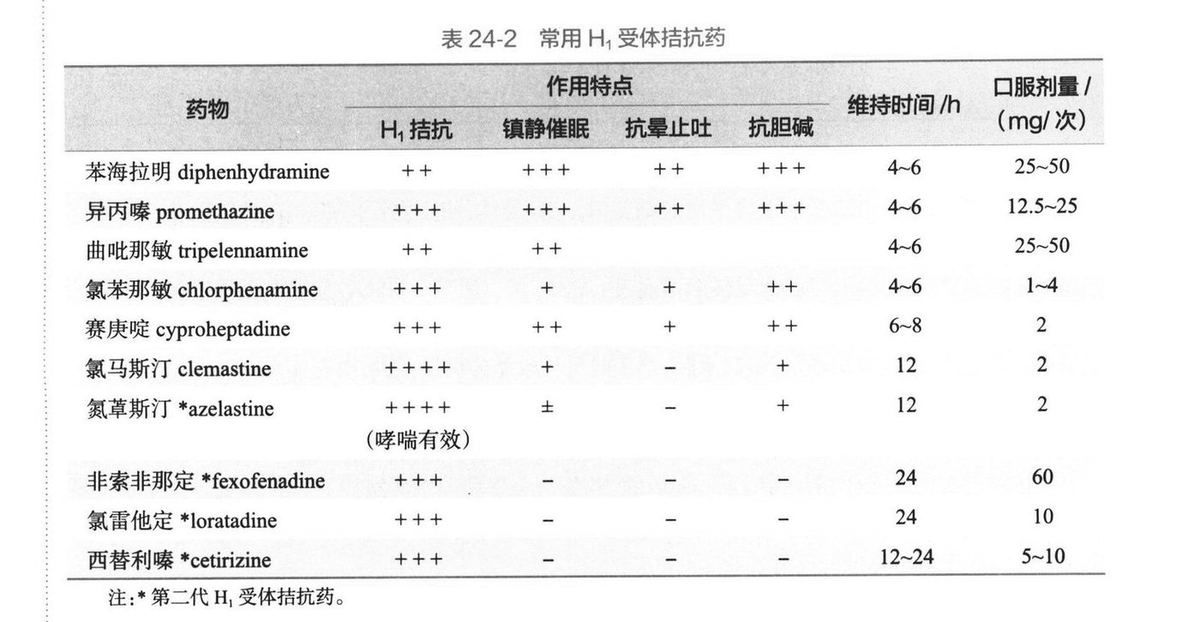 表 24-2 常用 H₁ 受体拮抗药
药物 作用特点 维持时间 /h 口服剂量 /（mg/ 次）
H₁ 拮抗 镇静催眠 抗晕止吐 抗胆碱
苯海拉明 diphenhydramine ++ +++ ++ +++ 4~6 25~50
异丙嗪 promethazine +++ +++ ++ +++ 4~6 12.5~25
曲吡那敏 tripelennamine ++ ++ 4~6 25~50
氯苯那敏 chlorphenamine +++ + + ++ 4~6 1~4
赛庚啶 cyproheptadine +++ ++ + ++ 6~8 2
氯马斯汀 clemastine ++++ + − + 12 2
氮䓬斯汀 *azelastine ++++ ± − + 12 2
（哮喘有效）
非索非那定 *fexofenadine +++ − − − 24 60
氯雷他定 *loratadine +++ − − − 24 10
西替利嗪 *cetirizine +++ − − − 12~24 5~10
注:* 第二代 H₁ 受体拮抗药。